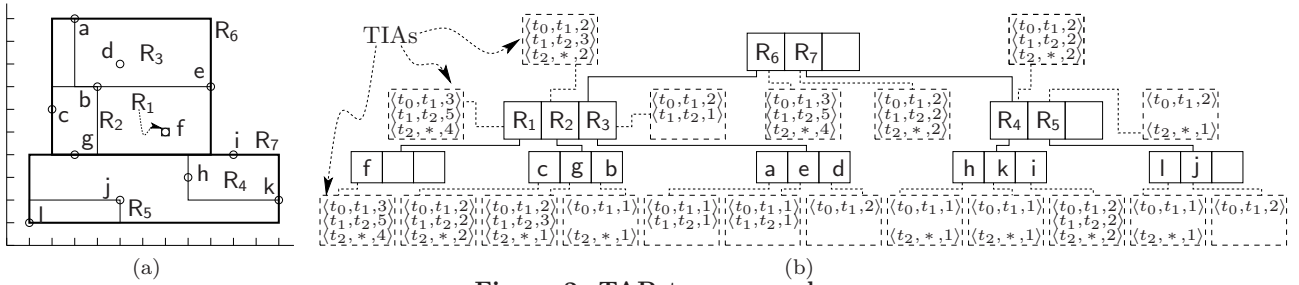 a
R₆
d
R₃
e
b
R₁
c
R₂
f
g
i
R₇
h
R₄
k
j
R₅
l
(a)
TIAs
⟨t₀,t₁,2⟩
⟨t₁,t₂,3⟩
⟨t₂,*,2⟩
R₆ R₇
⟨t₀,t₁,2⟩
⟨t₁,t₂,2⟩
⟨t₂,*,2⟩
⟨t₀,t₁,3⟩
⟨t₁,t₂,5⟩
⟨t₂,*,4⟩
R₁ R₂ R₃
⟨t₀,t₁,2⟩
⟨t₁,t₂,1⟩
⟨t₀,t₁,3⟩
⟨t₁,t₂,5⟩
⟨t₂,*,4⟩
⟨t₀,t₁,2⟩
⟨t₁,t₂,2⟩
⟨t₂,*,2⟩
R₄ R₅
⟨t₀,t₁,2⟩
⟨t₂,*,1⟩
f
c g b
a e d
h k i
l j
⟨t₀,t₁,3⟩ ⟨t₀,t₁,2⟩ ⟨t₀,t₁,2⟩ ⟨t₀,t₁,1⟩ ⟨t₀,t₁,1⟩ ⟨t₀,t₁,1⟩ ⟨t₀,t₁,2⟩ ⟨t₀,t₁,1⟩ ⟨t₀,t₁,1⟩ ⟨t₀,t₁,2⟩ ⟨t₀,t₁,1⟩ ⟨t₀,t₁,2⟩
⟨t₁,t₂,5⟩ ⟨t₁,t₂,2⟩ ⟨t₁,t₂,3⟩ ⟨t₁,t₂,1⟩ ⟨t₁,t₂,1⟩ ⟨t₁,t₂,2⟩
⟨t₂,*,4⟩ ⟨t₂,*,2⟩ ⟨t₂,*,1⟩ ⟨t₂,*,1⟩ ⟨t₂,*,1⟩ ⟨t₂,*,1⟩ ⟨t₂,*,2⟩ ⟨t₂,*,1⟩
(b)